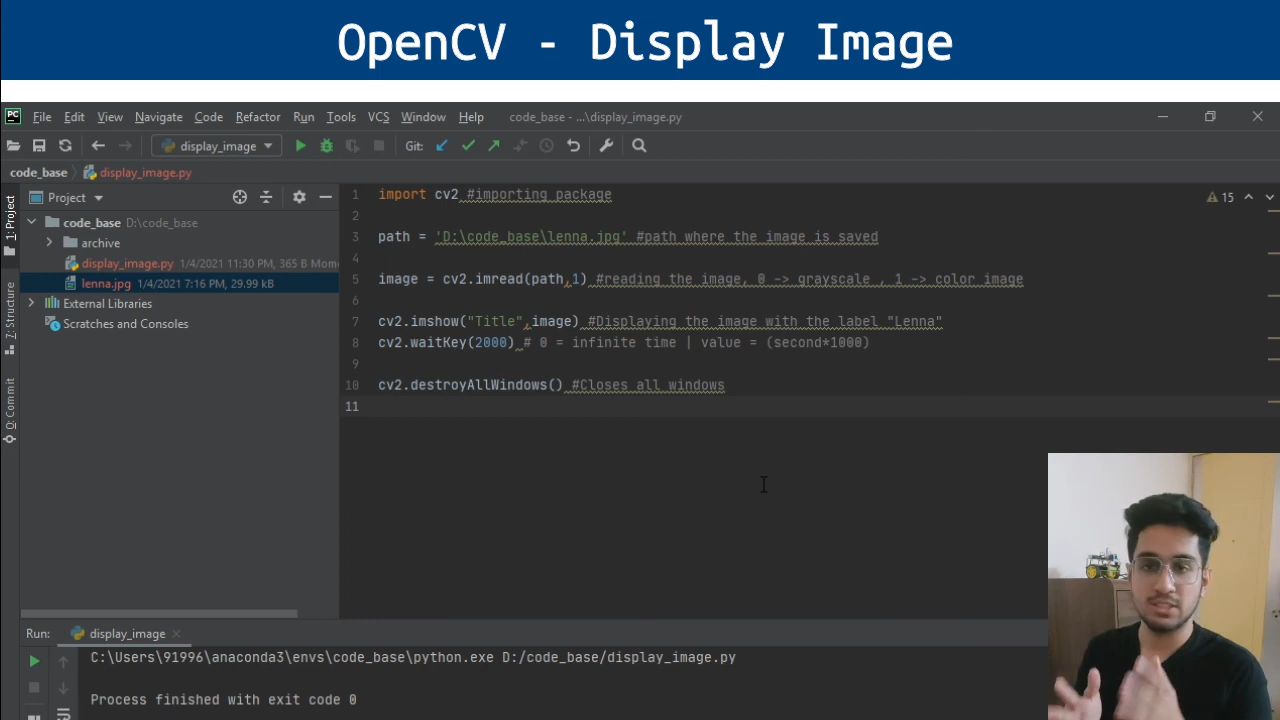 OpenCV - Display Image
PC File Edit View Navigate Code Refactor Run Tools VCS Window Help code_base - ...\display_image.py
display_image Git:
code_base display_image.py
Project
code_base D:\code_base
archive
display_image.py 1/4/2021 11:30 PM, 365 B Mom
lenna.jpg 1/4/2021 7:16 PM, 29.99 kB
External Libraries
Scratches and Consoles
1: Project
7: Structure
0: Commit
15
1 import cv2 #importing package
2
3 path = 'D:\code_base\lenna.jpg' #path where the image is saved
4
5 image = cv2.imread(path,1) #reading the image, 0 -> grayscale , 1 -> color image
6
7 cv2.imshow("Title",image) #Displaying the image with the label "Lenna"
8 cv2.waitKey(2000) # 0 = infinite time | value = (second*1000)
9
10 cv2.destroyAllWindows() #Closes all windows
11
Run: display_image
C:\Users\91996\anaconda3\envs\code_base\python.exe D:/code_base/display_image.py
Process finished with exit code 0